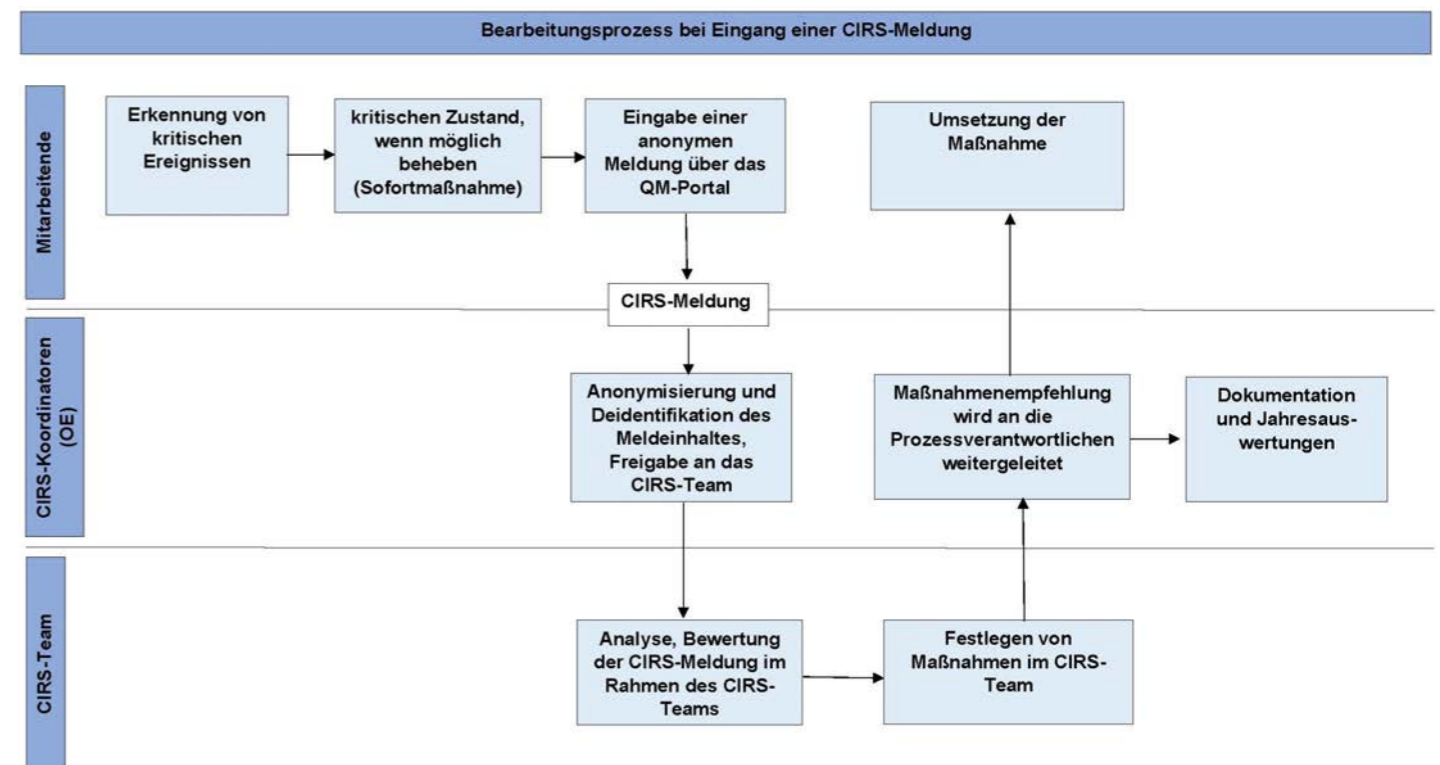 Bearbeitungsprozess bei Eingang einer CIRS-Meldung
Mitarbeitende
Erkennung von
kritischen
Ereignissen
kritischen Zustand,
wenn möglich
beheben
(Sofortmaßnahme)
Eingabe einer
anonymen
Meldung über das
QM-Portal
Umsetzung der
Maßnahme
CIRS-Meldung
CIRS-Koordinatoren
(OE)
Anonymisierung und
Deidentifikation des
Meldeinhaltes,
Freigabe an das
CIRS-Team
Maßnahmenempfehlung
wird an die
Prozessverantwortlichen
weitergeleitet
Dokumentation
und Jahresaus-
wertungen
CIRS-Team
Analyse, Bewertung
der CIRS-Meldung im
Rahmen des CIRS-
Teams
Festlegen von
Maßnahmen im CIRS-
Team